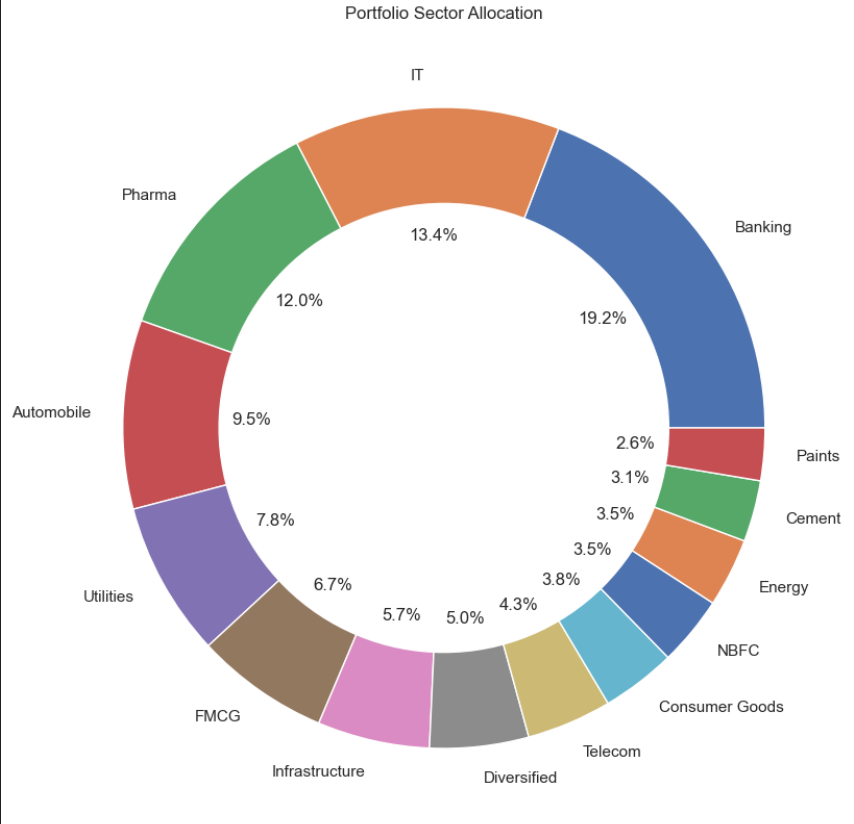 Portfolio Sector Allocation
IT
Pharma
Banking
13.4%
12.0%
19.2%
Automobile
9.5%
2.6%
Paints
3.1%
Cement
7.8%
3.5%
3.5%
Utilities
6.7%
3.8%
Energy
5.7%
5.0%
4.3%
NBFC
FMCG
Consumer Goods
Telecom
Infrastructure
Diversified